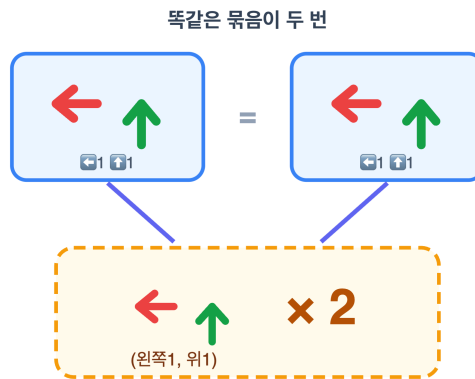 똑같은 묶음이 두 번
=
⬅️1 ⬆️1
⬅️1 ⬆️1
× 2
(왼쪽1, 위1)